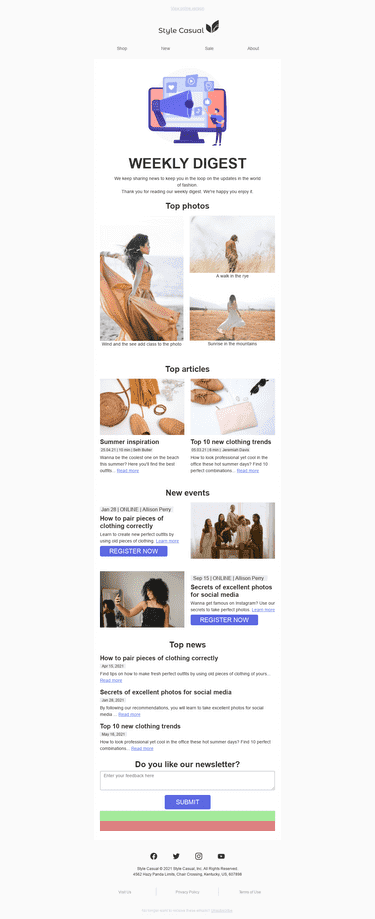 View online version
Style Casual
Shop New Sale About
WEEKLY DIGEST
We keep sharing news to keep you in the loop on the updates in the world
of fashion.
Thank you for reading our weekly digest. We're happy you enjoy it
Top photos
A walk in the rye
Wind and the see add class to the photo
Sunrise in the mountains
Top articles
Summer inspiration
25.04.21 | 10 min | Seth Butler
Wanna be the coolest one on the beach
this summer? Here you'll find the best
outfits... Read more
Top 10 new clothing trends
05.03.21 | 6 min | Jeremiah Davis
How to look professional yet cool in the
office these hot summer days? Find 10
perfect combinations... Read more
New events
Jan 28 | ONLINE | Allison Perry
How to pair pieces of
clothing correctly
Learn to create new perfect outfits by
using old pieces of clothing. Learn more
REGISTER NOW
Sep 15 | ONLINE | Allison Perry
Secrets of excellent photos
for social media
Wanna get famous on Instagram? Use our
secrets to take perfect photos. Learn more
REGISTER NOW
Top news
How to pair pieces of clothing correctly
Apr 10, 2021
Find tips on how to make fresh perfect outfits by using old pieces of clothing of yours...
Read more
Secrets of excellent photos for social media
Jan 28, 2021
By following our recommendations, you will learn to take excellent photos for social
media ... Read more
Top 10 new clothing trends
May 18, 2021
How to look professional yet cool in the office these hot summer days? Find 10 perfect
combinations... Read more
Do you like our newsletter?
Enter your feedback here
SUBMIT
Style Casual © 2021 Style Casual, Inc. All Rights Reserved.
4562 Hazy Panda Limits, Chair Crossing, Kentucky, US, 607898
Visit Us | Privacy Policy | Terms of Use